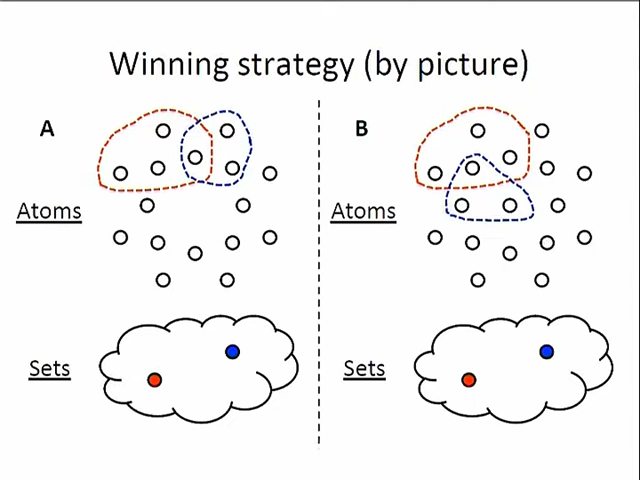 Winning strategy (by picture)
A
B
Atoms
Atoms
Sets
Sets